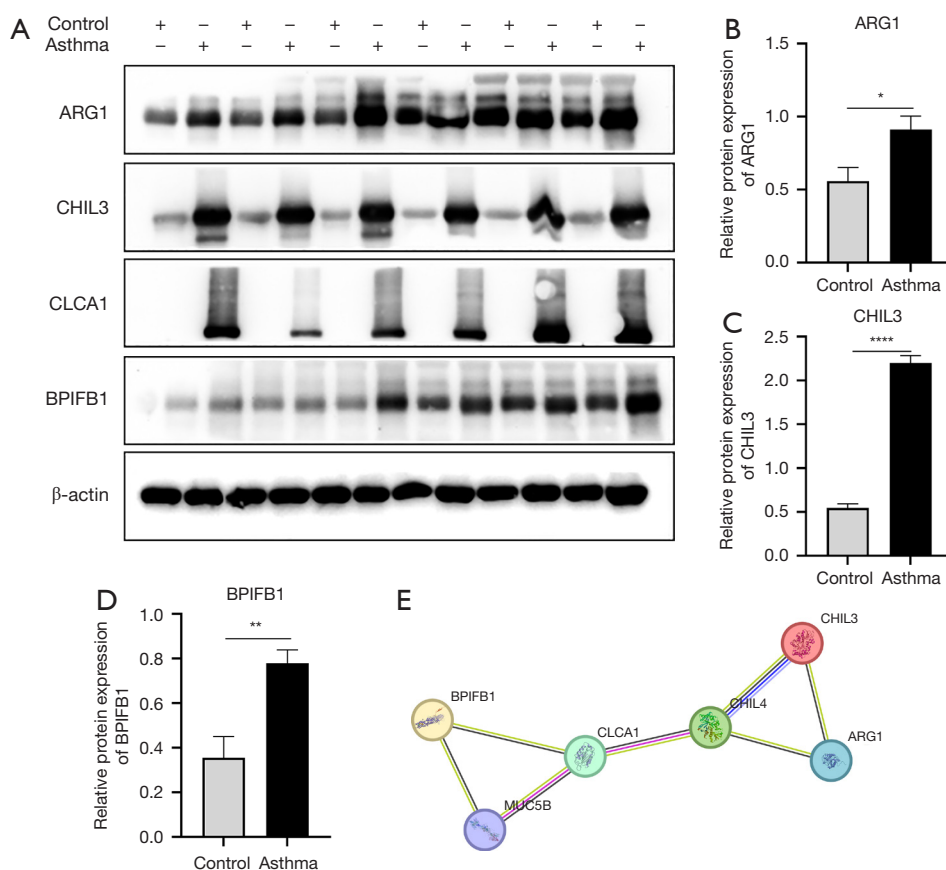 A
Control + – + – + – + – + – + –
Asthma – + – + – + – + – + – +
ARG1
CHIL3
CLCA1
BPIFB1
β-actin
B
ARG1
Relative protein expression
of ARG1
1.5
1.0
0.5
0.0
*
Control Asthma
C
CHIL3
Relative protein expression
of CHIL3
2.5
2.0
1.5
1.0
0.5
0.0
****
Control Asthma
D
BPIFB1
Relative protein expression
of BPIFB1
1.0
0.8
0.6
0.4
0.2
0.0
**
Control Asthma
E
CHIL3
BPIFB1
CLCA1
CHIL4
ARG1
MUC5B